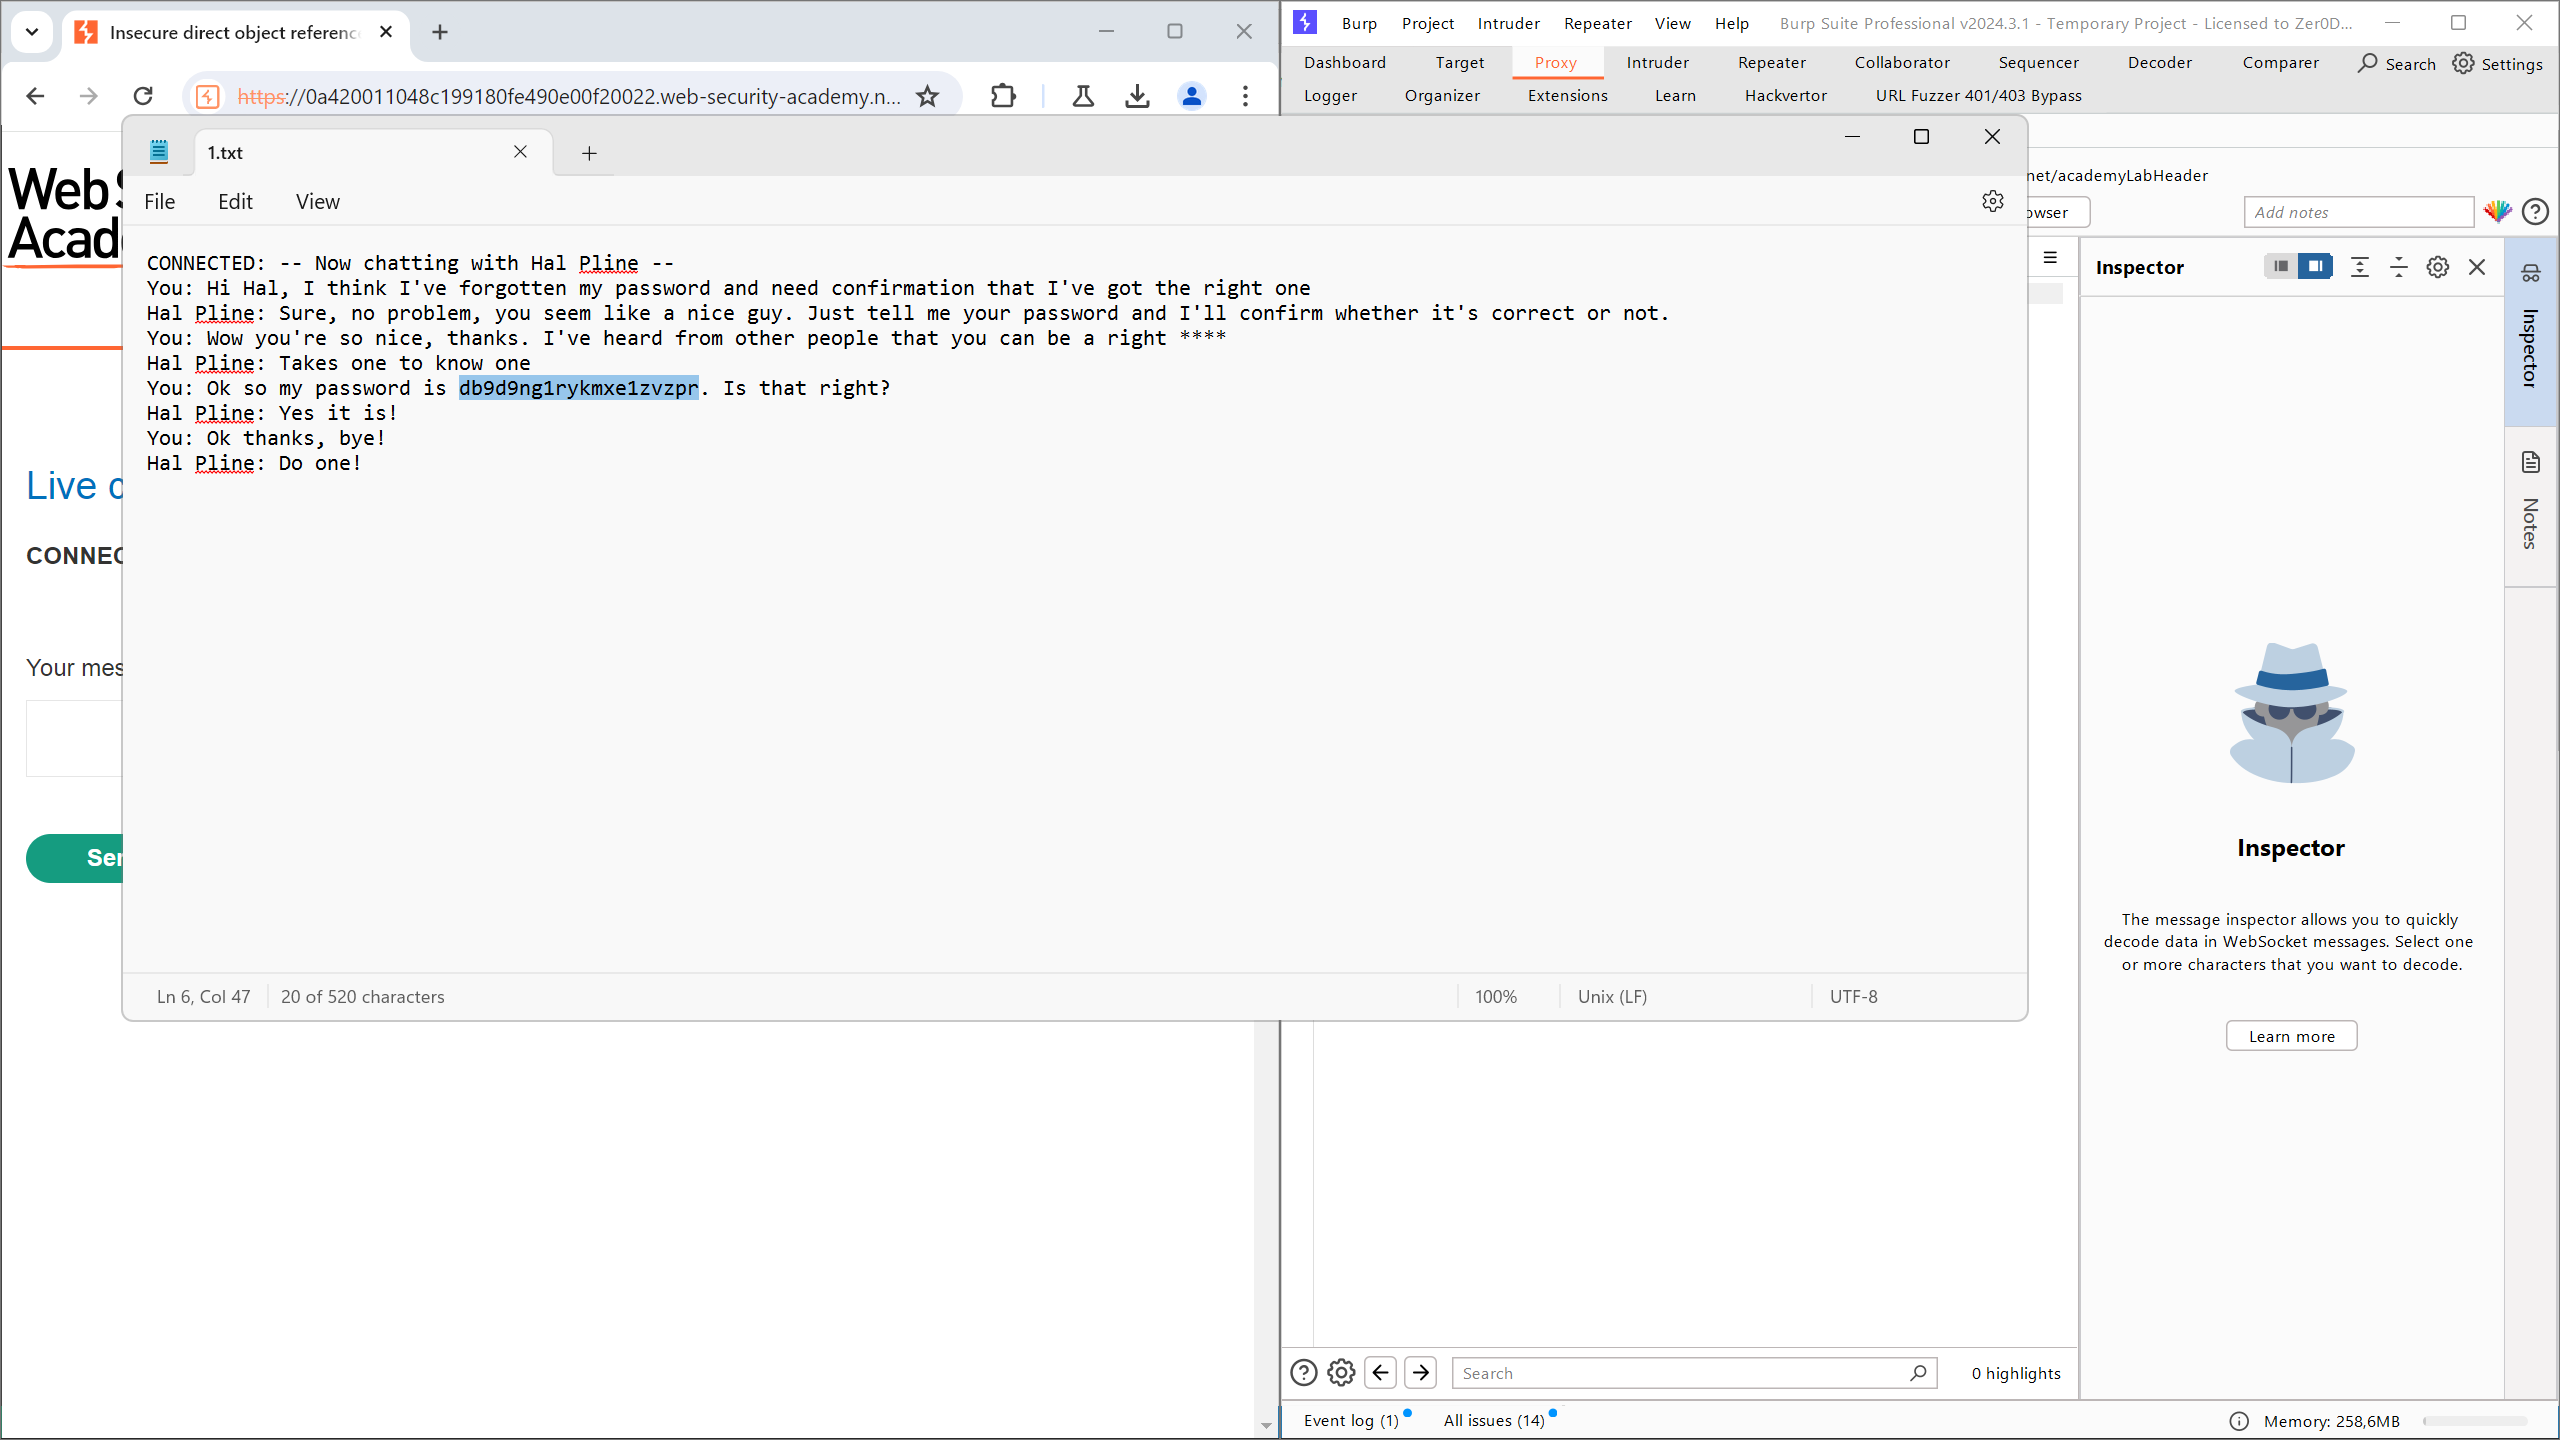 Insecure direct object referenc
https://0a420011048c199180fe490e00f20022.web-security-academy.n...
Burp Project Intruder Repeater View Help Burp Suite Professional v2024.3.1 - Temporary Project - Licensed to Zer0D...
Dashboard Target Proxy Intruder Repeater Collaborator Sequencer Decoder Comparer Search Settings
Logger Organizer Extensions Learn Hackvertor URL Fuzzer 401/403 Bypass
1.txt
File Edit View
net/academyLabHeader
owser
Add notes
Web S
Acad
CONNECTED: -- Now chatting with Hal Pline --
You: Hi Hal, I think I've forgotten my password and need confirmation that I've got the right one
Hal Pline: Sure, no problem, you seem like a nice guy. Just tell me your password and I'll confirm whether it's correct or not.
You: Wow you're so nice, thanks. I've heard from other people that you can be a right ****
Hal Pline: Takes one to know one
You: Ok so my password is db9d9ng1rykmxe1zvzpr. Is that right?
Hal Pline: Yes it is!
You: Ok thanks, bye!
Hal Pline: Do one!
Ln 6, Col 47 20 of 520 characters 100% Unix (LF) UTF-8
Live c
CONNEC
Your mes
Ser
Inspector
Inspector
Notes
Inspector
The message inspector allows you to quickly
decode data in WebSocket messages. Select one
or more characters that you want to decode.
Learn more
Search
0 highlights
Event log (1) All issues (14)
Memory: 258,6MB